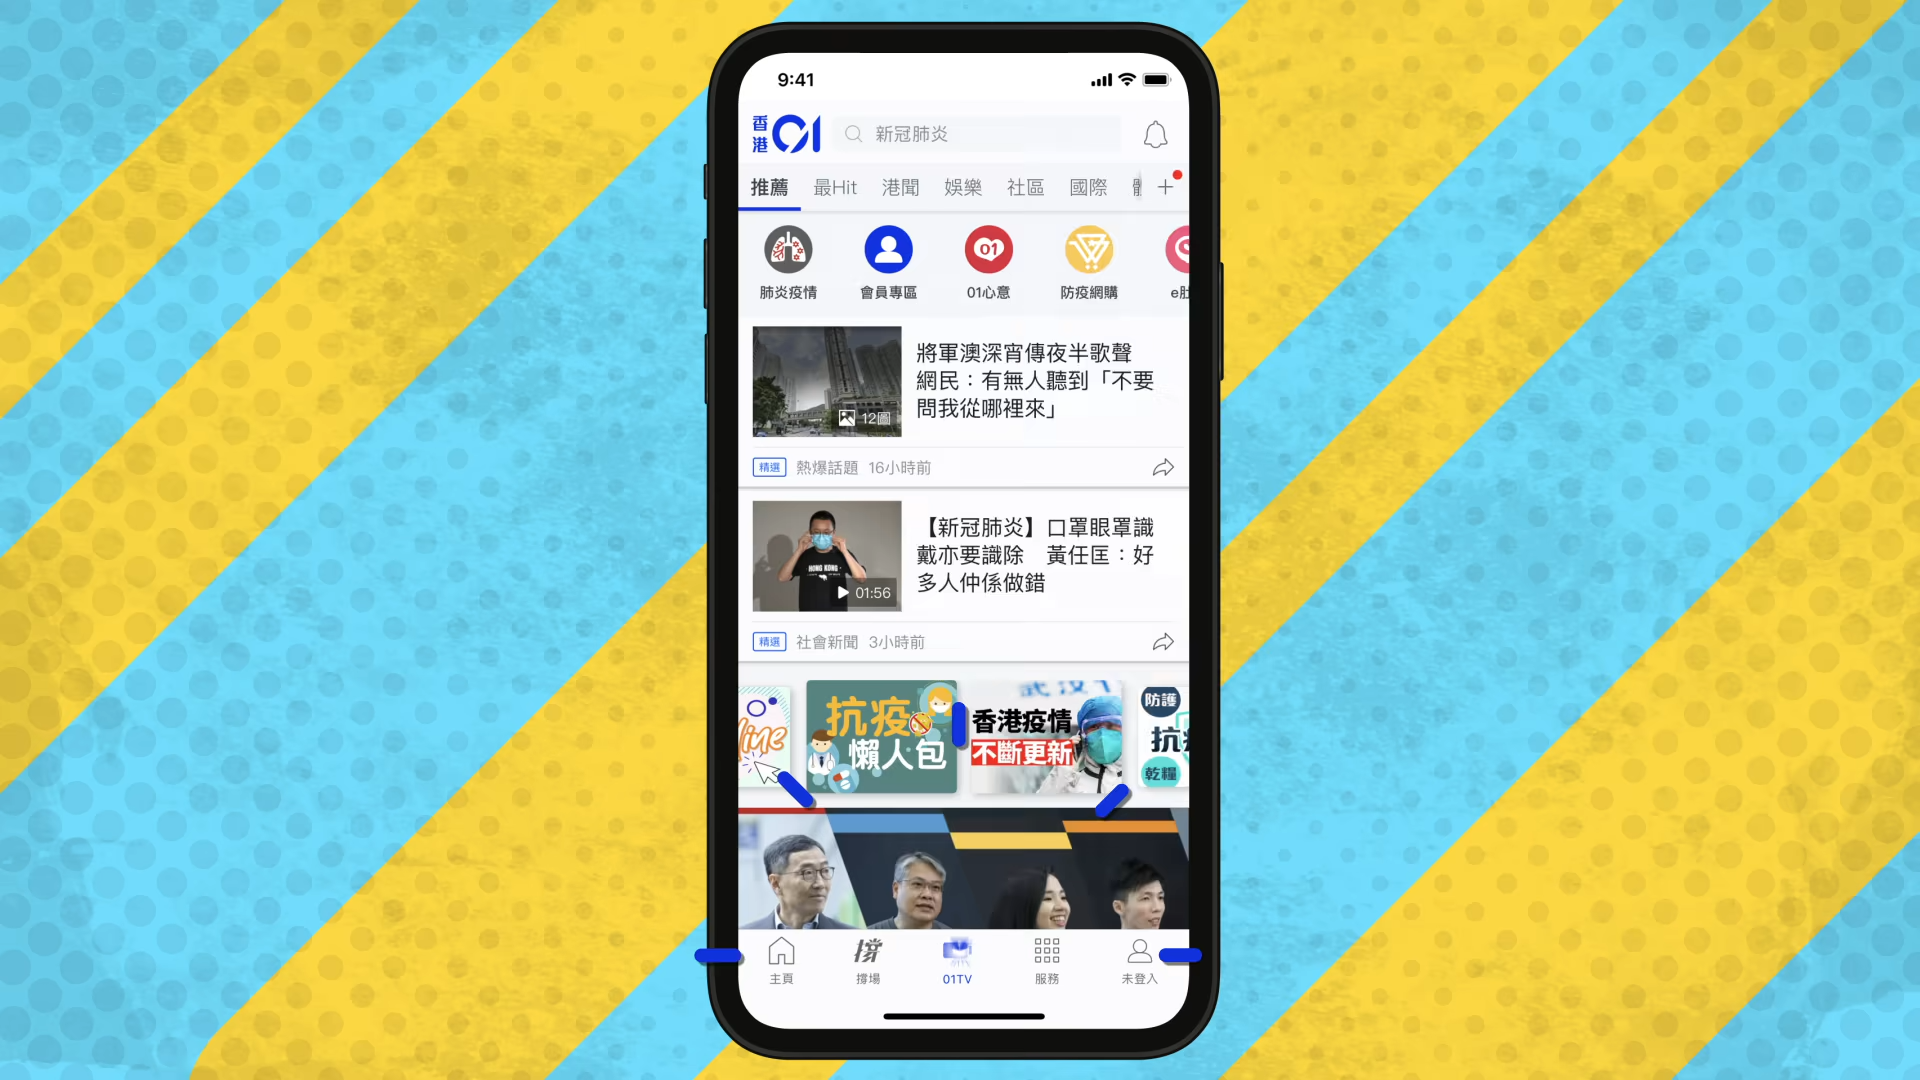 9:41
香港01
新冠肺炎
推薦 最Hit 港聞 娛樂 社區 國際
肺炎疫情 會員專區 01心意 防疫網購
01
將軍澳深宵傳夜半歌聲
網民：有無人聽到「不要
問我從哪裡來」
12圖
精選 熱爆話題 16小時前
【新冠肺炎】口罩眼罩識
戴亦要識除 黃任匡：好
多人仲係做錯
HONG KONG
01:56
精選 社會新聞 3小時前
line
抗疫
懶人包
香港疫情
不斷更新
防護
抗
乾糧
主頁 撐場 01TV 服務 未登入